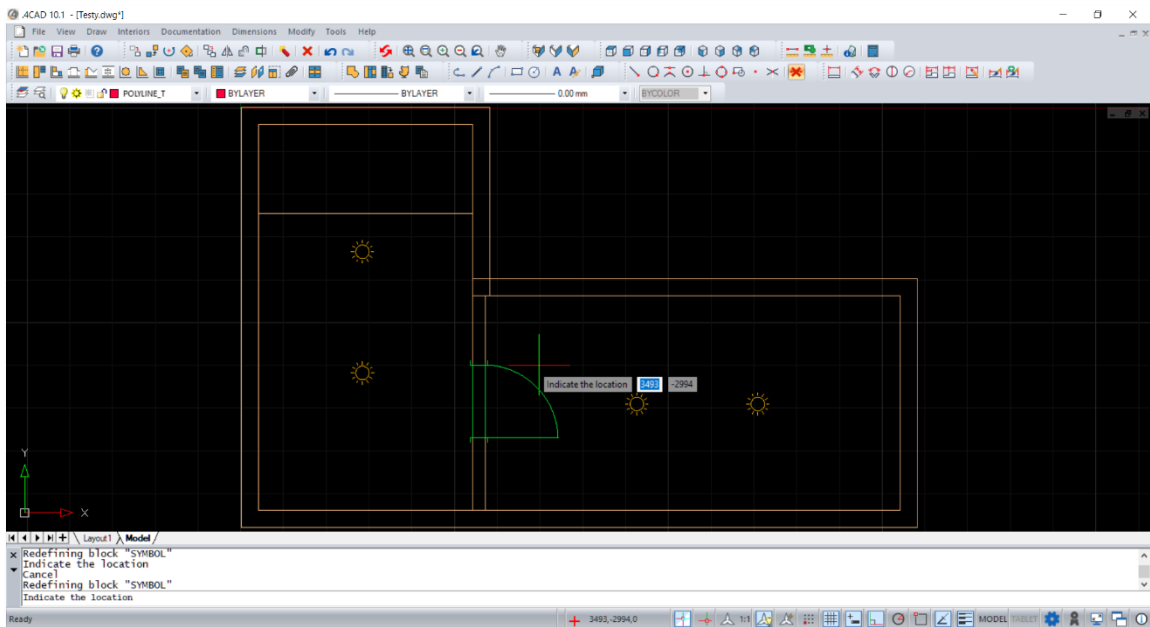 .4CAD 10.1 - [Testy.dwg*]
File View Draw Interiors Documentation Dimensions Modify Tools Help
POLYLINE_T BYLAYER BYLAYER 0.00 mm BYCOLOR
Indicate the location 3493 -2994
Y
X
Layout1 Model
Redefining block "SYMBOL"
Indicate the location
Cancel
Redefining block "SYMBOL"
Indicate the location
Ready 3493,-2994,0 1:1 MODEL TABLET